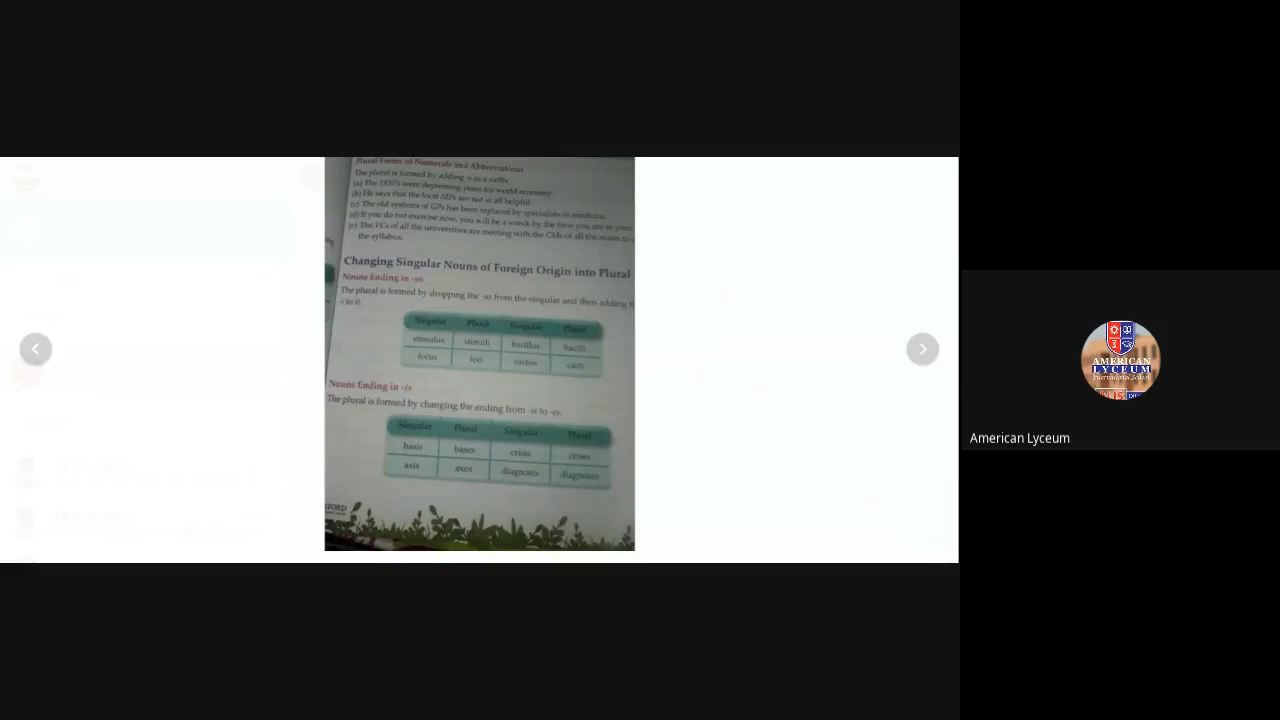 Plural Forms of Numerals and Abbreviations
The plural is formed by adding -s as a suffix.
(a) The 1920's were depressing years for world economy.
(b) He says that the local MPs are not at all helpful.
(c) The old systems of GPs has been replaced by specialists in medicine.
(d) If you do not exercise now, you will be a wreck by the time you are in your
(e) The VCs of all the universities are meeting with the CMs of all the states to
the syllabus.
Changing Singular Nouns of Foreign Origin into Plural
Nouns Ending in -us
The plural is formed by dropping the -us from the singular and then adding
-i to it.
Singular Plural Singular Plural
stimulus stimuli bacillus bacilli
focus foci cactus cacti
Nouns Ending in -is
The plural is formed by changing the ending from -is to -es.
Singular Plural Singular Plural
basis bases crisis crises
axis axes diagnosis diagnoses
AMERICAN
LYCEUM
International School
American Lyceum